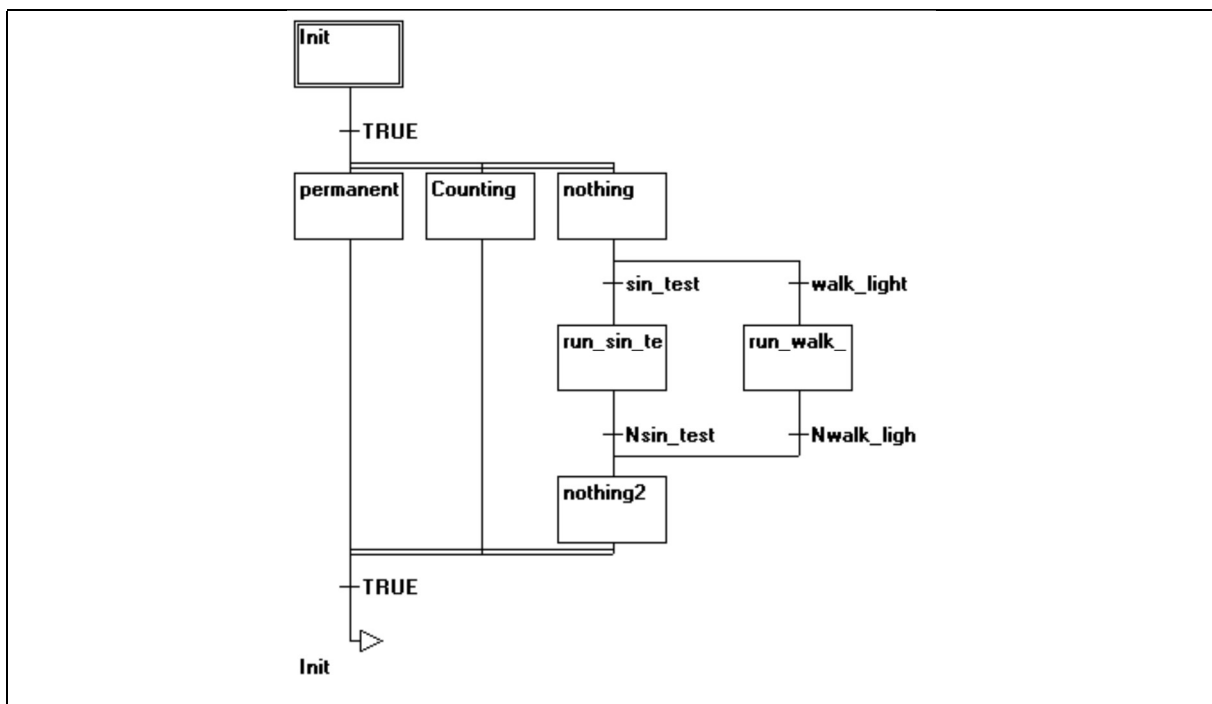 Init
TRUE
permanent Counting nothing
sin_test walk_light
run_sin_te run_walk_
Nsin_test Nwalk_ligh
nothing2
TRUE
Init